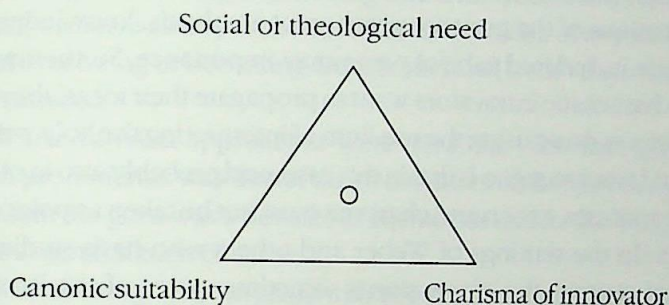 Social or theological need
Canonic suitability
Charisma of innovator